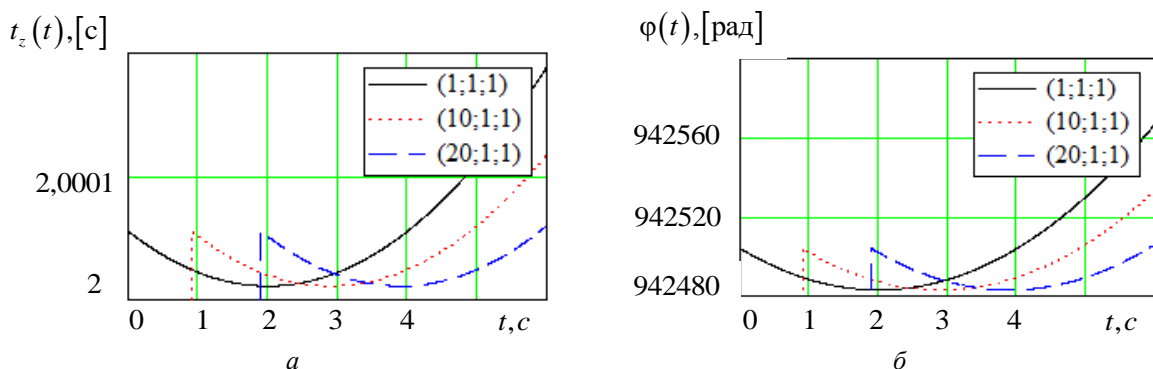 t_z(t),[с]
(1;1;1)
(10;1;1)
(20;1;1)
2,0001
2
0 1 2 3 4 t,с
а
φ(t),[рад]
(1;1;1)
(10;1;1)
(20;1;1)
942560
942520
942480
0 1 2 3 4 t,с
б